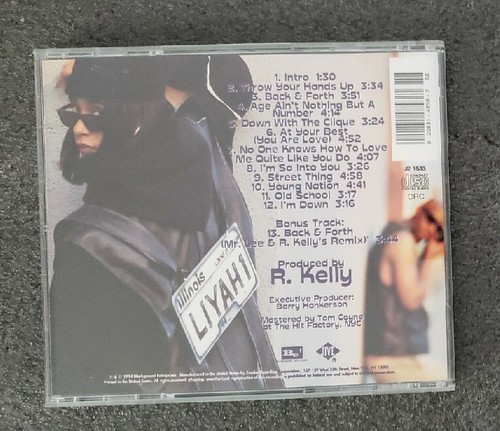 1. Intro 1:30
2. Throw Your Hands Up 3:34
3. Back & Forth 3:51
4. Age Ain't Nothing But A
Number 4:14
5. Down With The Clique 3:24
6. At Your Best
(You Are Love) 4:52
7. No One Knows How To Love
Me Quite Like You Do 4:07
8. I'm So Into You 3:26
9. Street Thing 4:58
10. Young Nation 4:41
11. Old School 3:17
12. I'm Down 3:16
Bonus Track:
13. Back & Forth
(Mr. Lee & R. Kelly's Remix)* 3:44
Produced by
R. Kelly
Executive Producer:
Barry Hankerson
Mastered by Tom Coyne
at The Hit Factory, NYC
Illinois
LIYAH1
JIVE
CIRC